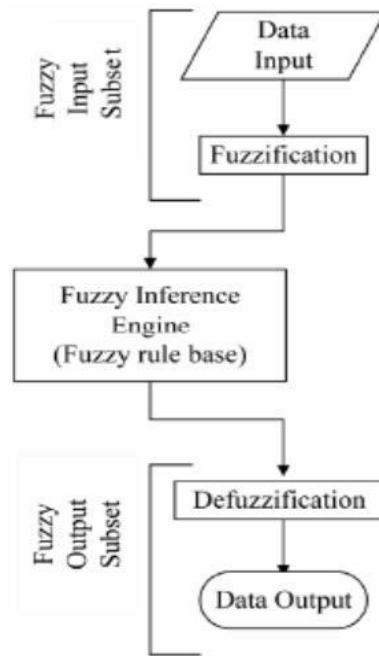 Fuzzy
Input
Subset
Data
Input
Fuzzification
Fuzzy Inference
Engine
(Fuzzy rule base)
Fuzzy
Output
Subset
Defuzzification
Data Output